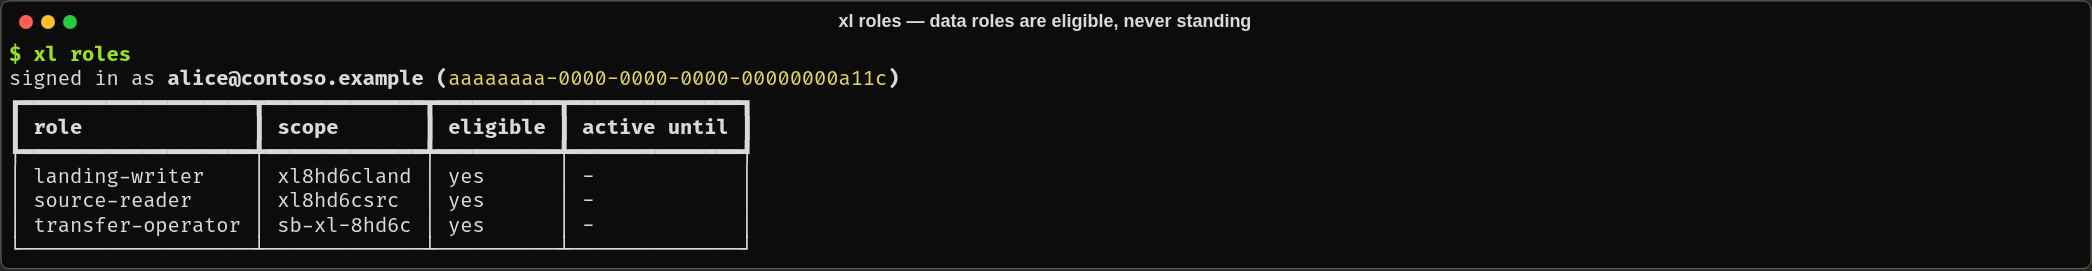 xl roles — data roles are eligible, never standing
$ xl roles
signed in as alice@contoso.example (aaaaaaaa-0000-0000-0000-00000000a11c)
role scope eligible active until
landing-writer xl8hd6cland yes -
source-reader xl8hd6csrc yes -
transfer-operator sb-xl-8hd6c yes -